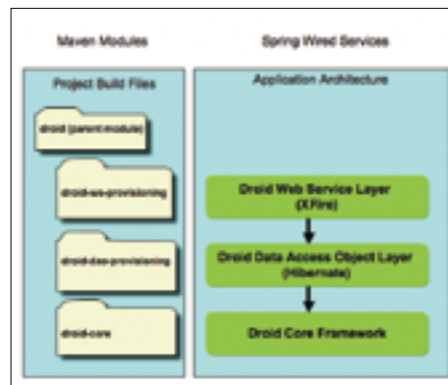 Maven Modules
Spring Wired Services
Project Build Files
Application Architecture
droid (parent module)
droid-ws-provisioning
droid-dao-provisioning
droid-core
Droid Web Service Layer
(XFire)
Droid Data Access Object Layer
(Hibernate)
Droid Core Framework